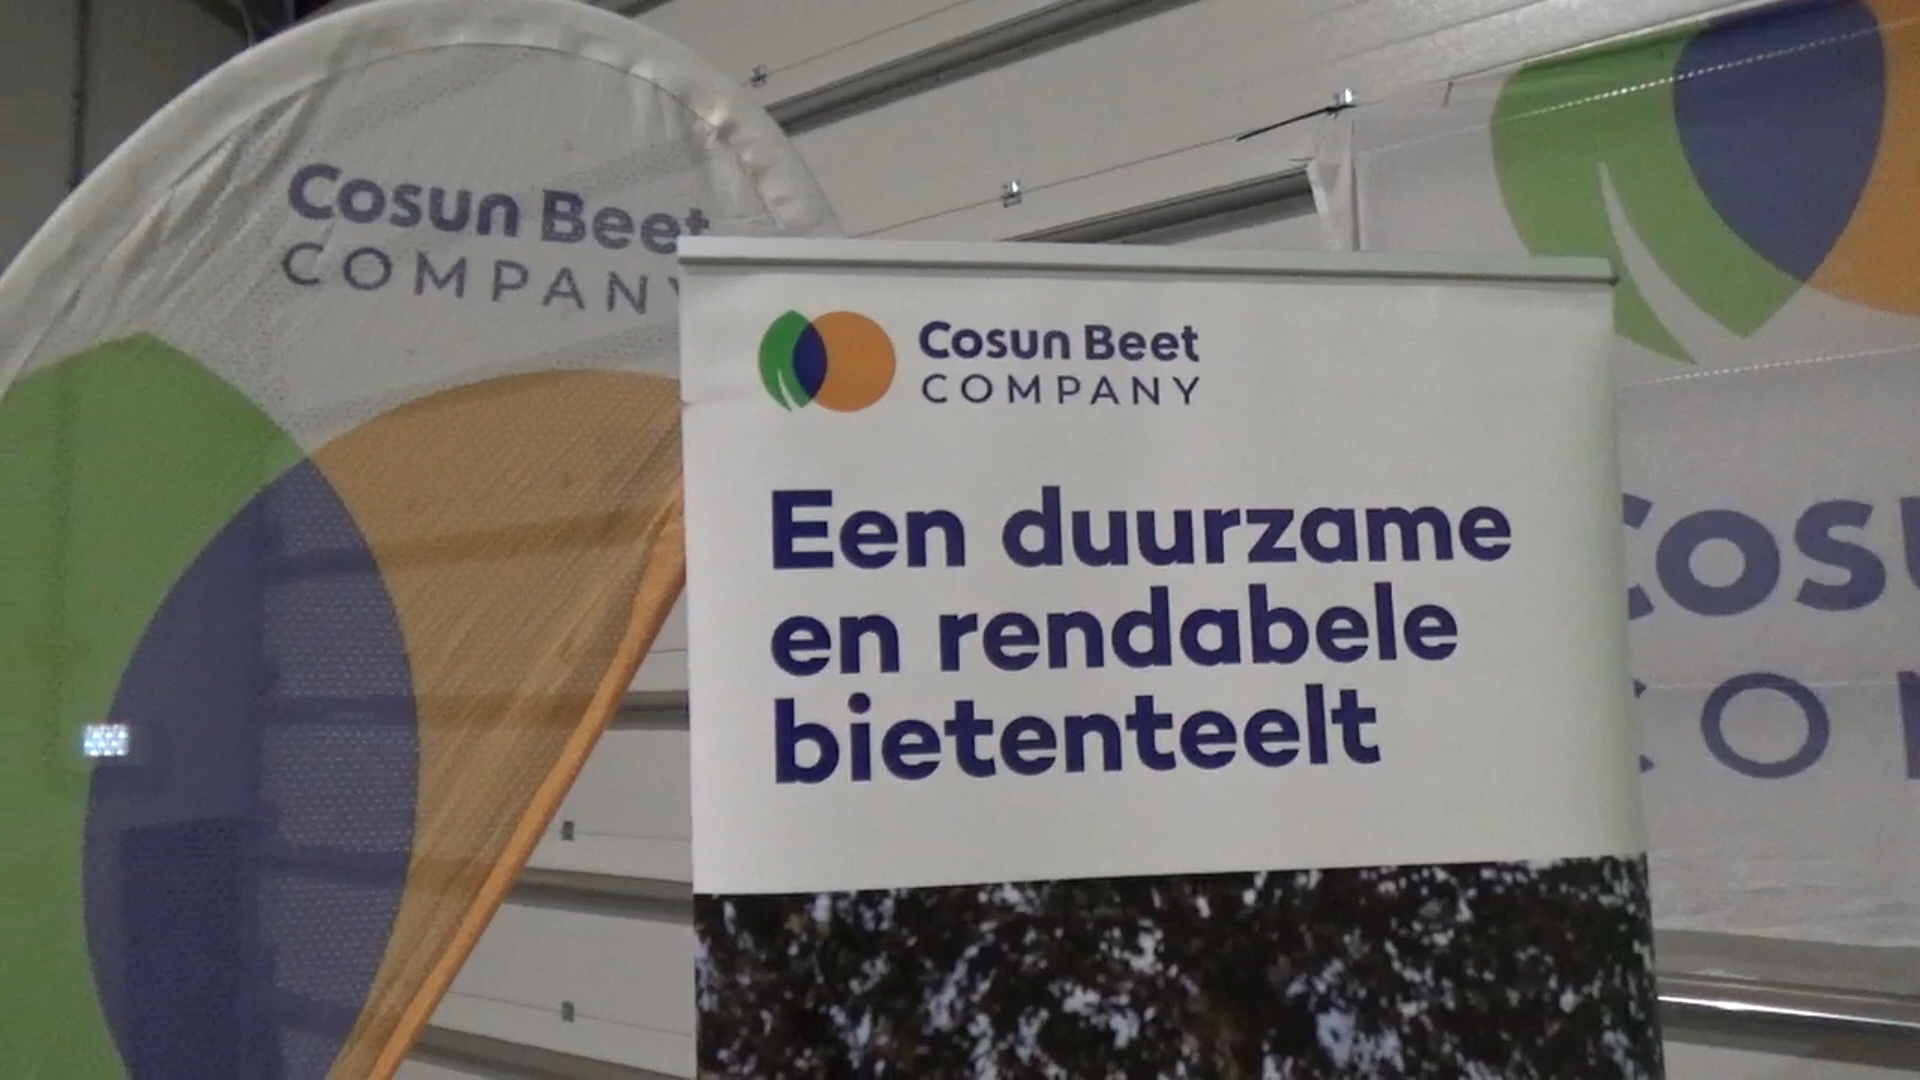 Cosun Beet
COMPANY
Cosun Beet
COMPANY
Een duurzame
en rendabele
bietenteelt